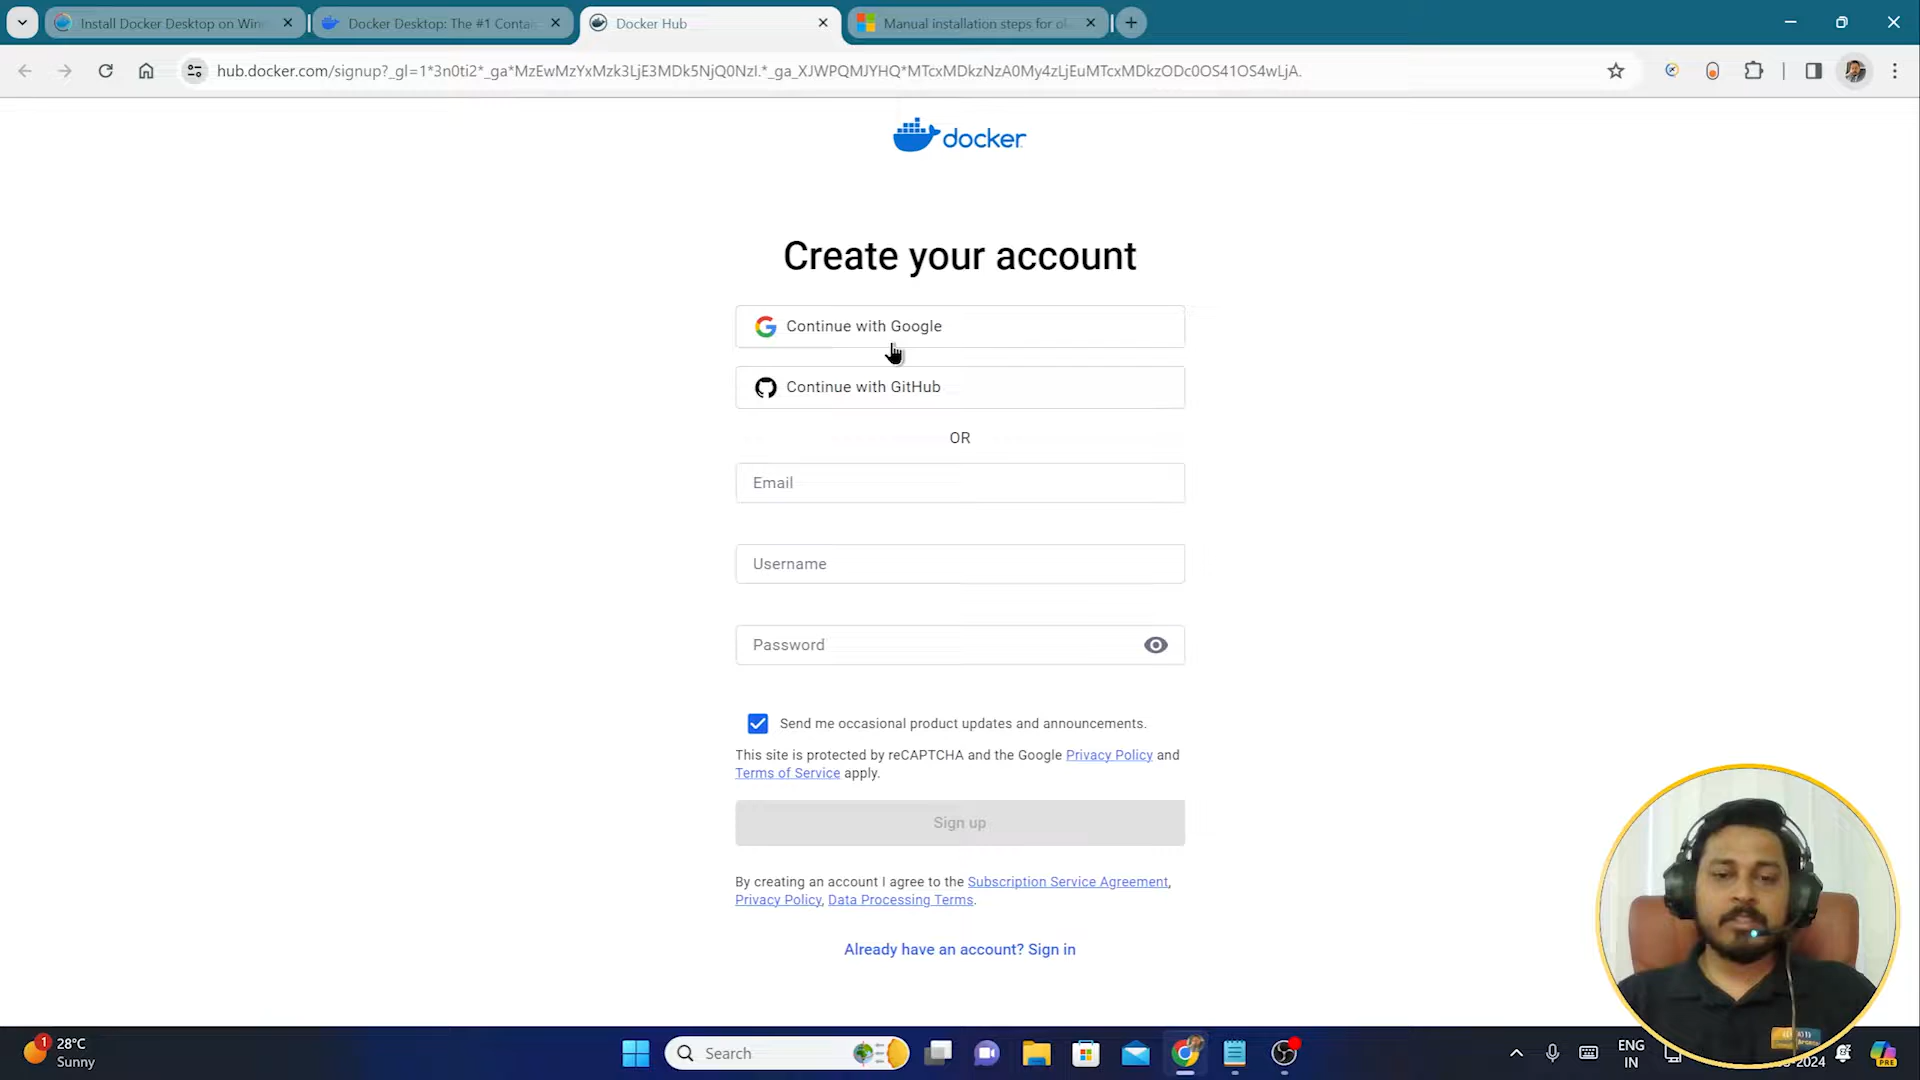 Install Docker Desktop on Win
Docker Desktop: The #1 Contai
Docker Hub
Manual installation steps for ol
hub.docker.com/signup?_gl=1*3n0ti2*_ga*MzEwMzYxMzk3LjE3MDk5NjQ0NzI.*_ga_XJWPQMJYHQ*MTcxMDkzNzA0My4zLjEuMTcxMDkzODc0OS41OS4wLjA.
docker
Create your account
Continue with Google
Continue with GitHub
OR
Email
Username
Password
Send me occasional product updates and announcements.
This site is protected by reCAPTCHA and the Google Privacy Policy and
Terms of Service apply.
Sign up
By creating an account I agree to the Subscription Service Agreement,
Privacy Policy, Data Processing Terms.
Already have an account? Sign in
1
28°C
Sunny
Search
ENG
IN
-2024
PRE